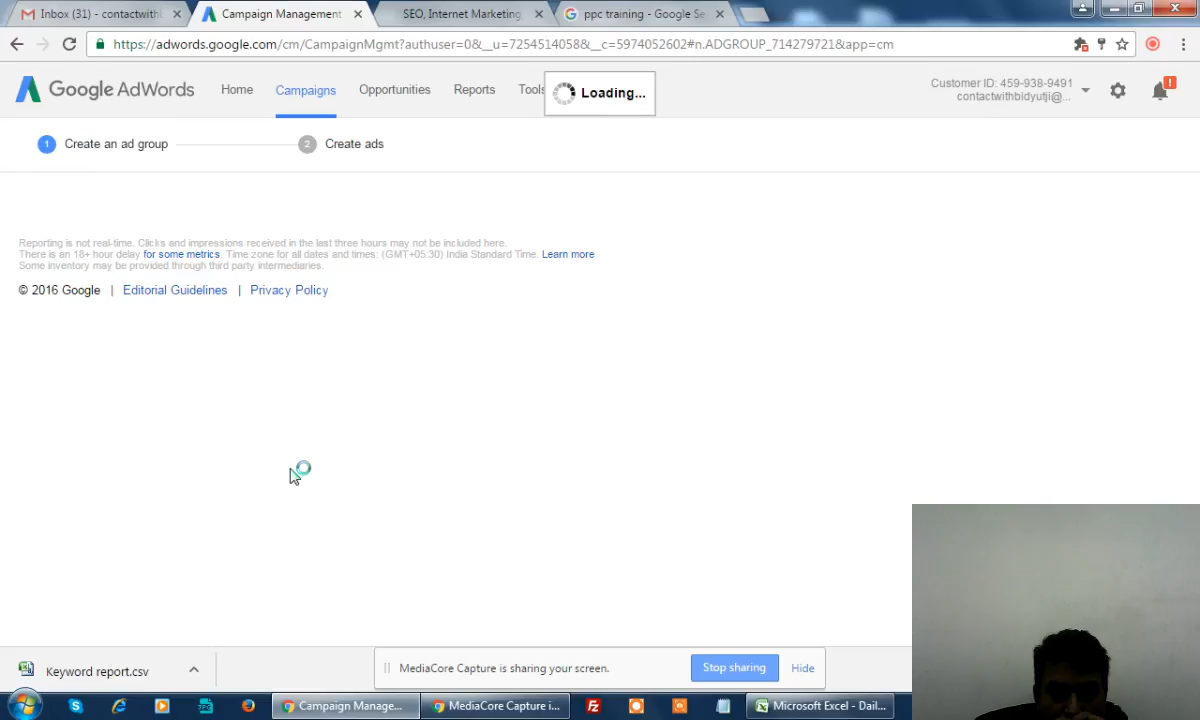 Inbox (31) - contactwith
Campaign Management
SEO, Internet Marketing,
ppc training - Google Se
https://adwords.google.com/cm/CampaignMgmt?authuser=0&__u=7254514058&__c=5974052602#n.ADGROUP_714279721&app=cm
Google AdWords
Home
Campaigns
Opportunities
Reports
Tools
Loading...
Customer ID: 459-938-9491
contactwithbidyutji@...
!
1 Create an ad group
2 Create ads
Reporting is not real-time. Clicks and impressions received in the last three hours may not be included here.
There is an 18+ hour delay for some metrics. Time zone for all dates and times: (GMT+05:30) India Standard Time. Learn more
Some inventory may be provided through third party intermediaries.
© 2016 Google | Editorial Guidelines | Privacy Policy
Keyword report.csv
MediaCore Capture is sharing your screen.
Stop sharing
Hide
Campaign Manage...
MediaCore Capture i...
Microsoft Excel - Dail...